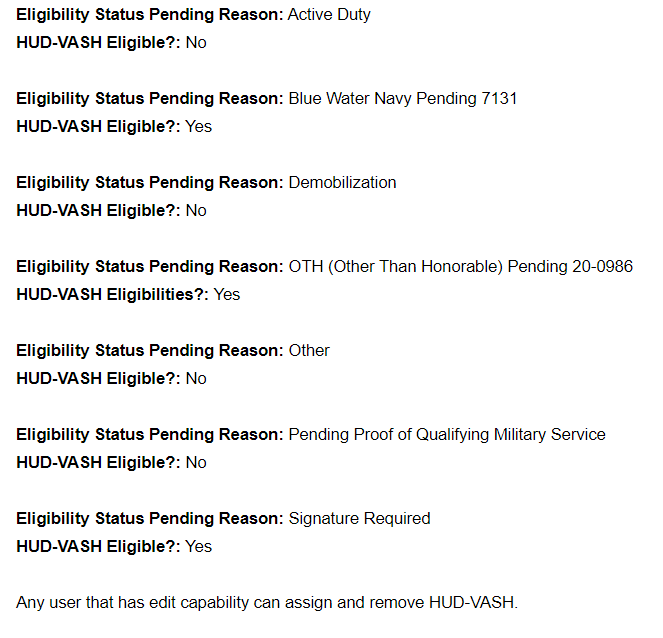 Eligibility Status Pending Reason: Active Duty
HUD-VASH Eligible?: No
Eligibility Status Pending Reason: Blue Water Navy Pending 7131
HUD-VASH Eligible?: Yes
Eligibility Status Pending Reason: Demobilization
HUD-VASH Eligible?: No
Eligibility Status Pending Reason: OTH (Other Than Honorable) Pending 20-0986
HUD-VASH Eligibilities?: Yes
Eligibility Status Pending Reason: Other
HUD-VASH Eligible?: No
Eligibility Status Pending Reason: Pending Proof of Qualifying Military Service
HUD-VASH Eligible?: No
Eligibility Status Pending Reason: Signature Required
HUD-VASH Eligible?: Yes
Any user that has edit capability can assign and remove HUD-VASH.